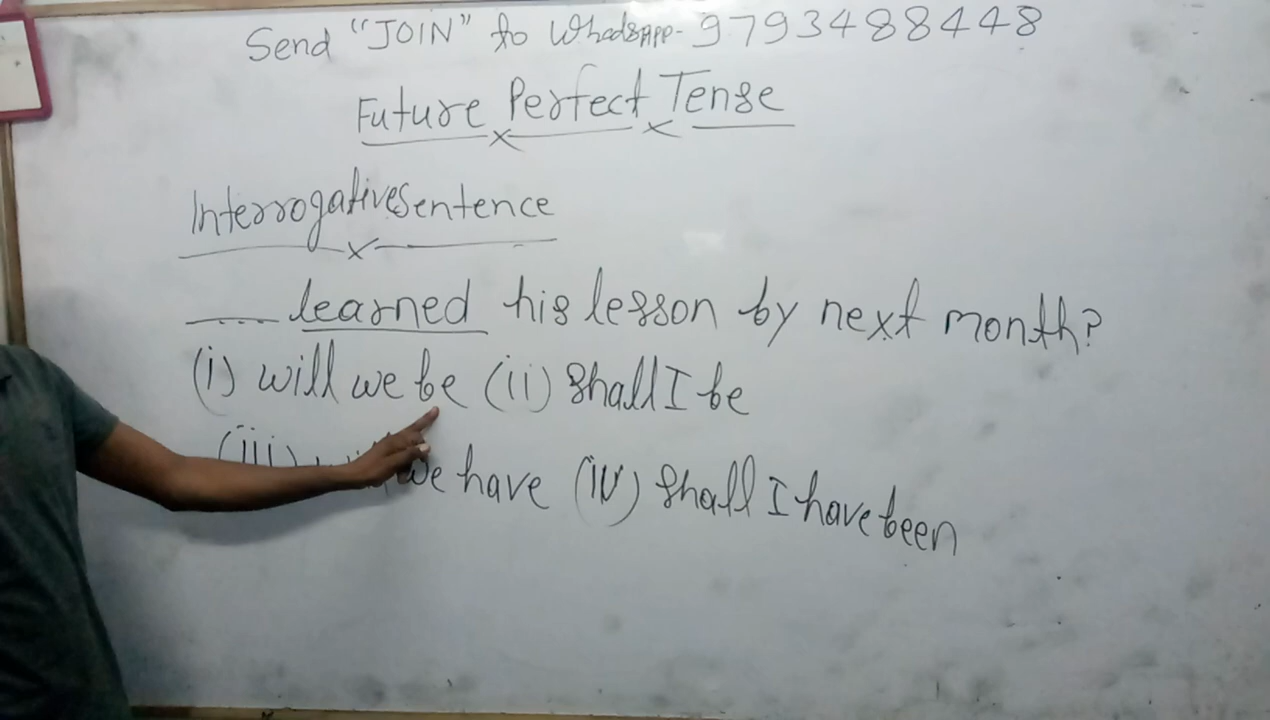 Send "JOIN" to WhatsApp- 9793488448
Future Perfect Tense
Interrogative Sentence
..... learned his lesson by next month?
(i) will we be (ii) Shall I be
(iii) we have (iv) Shall I have been